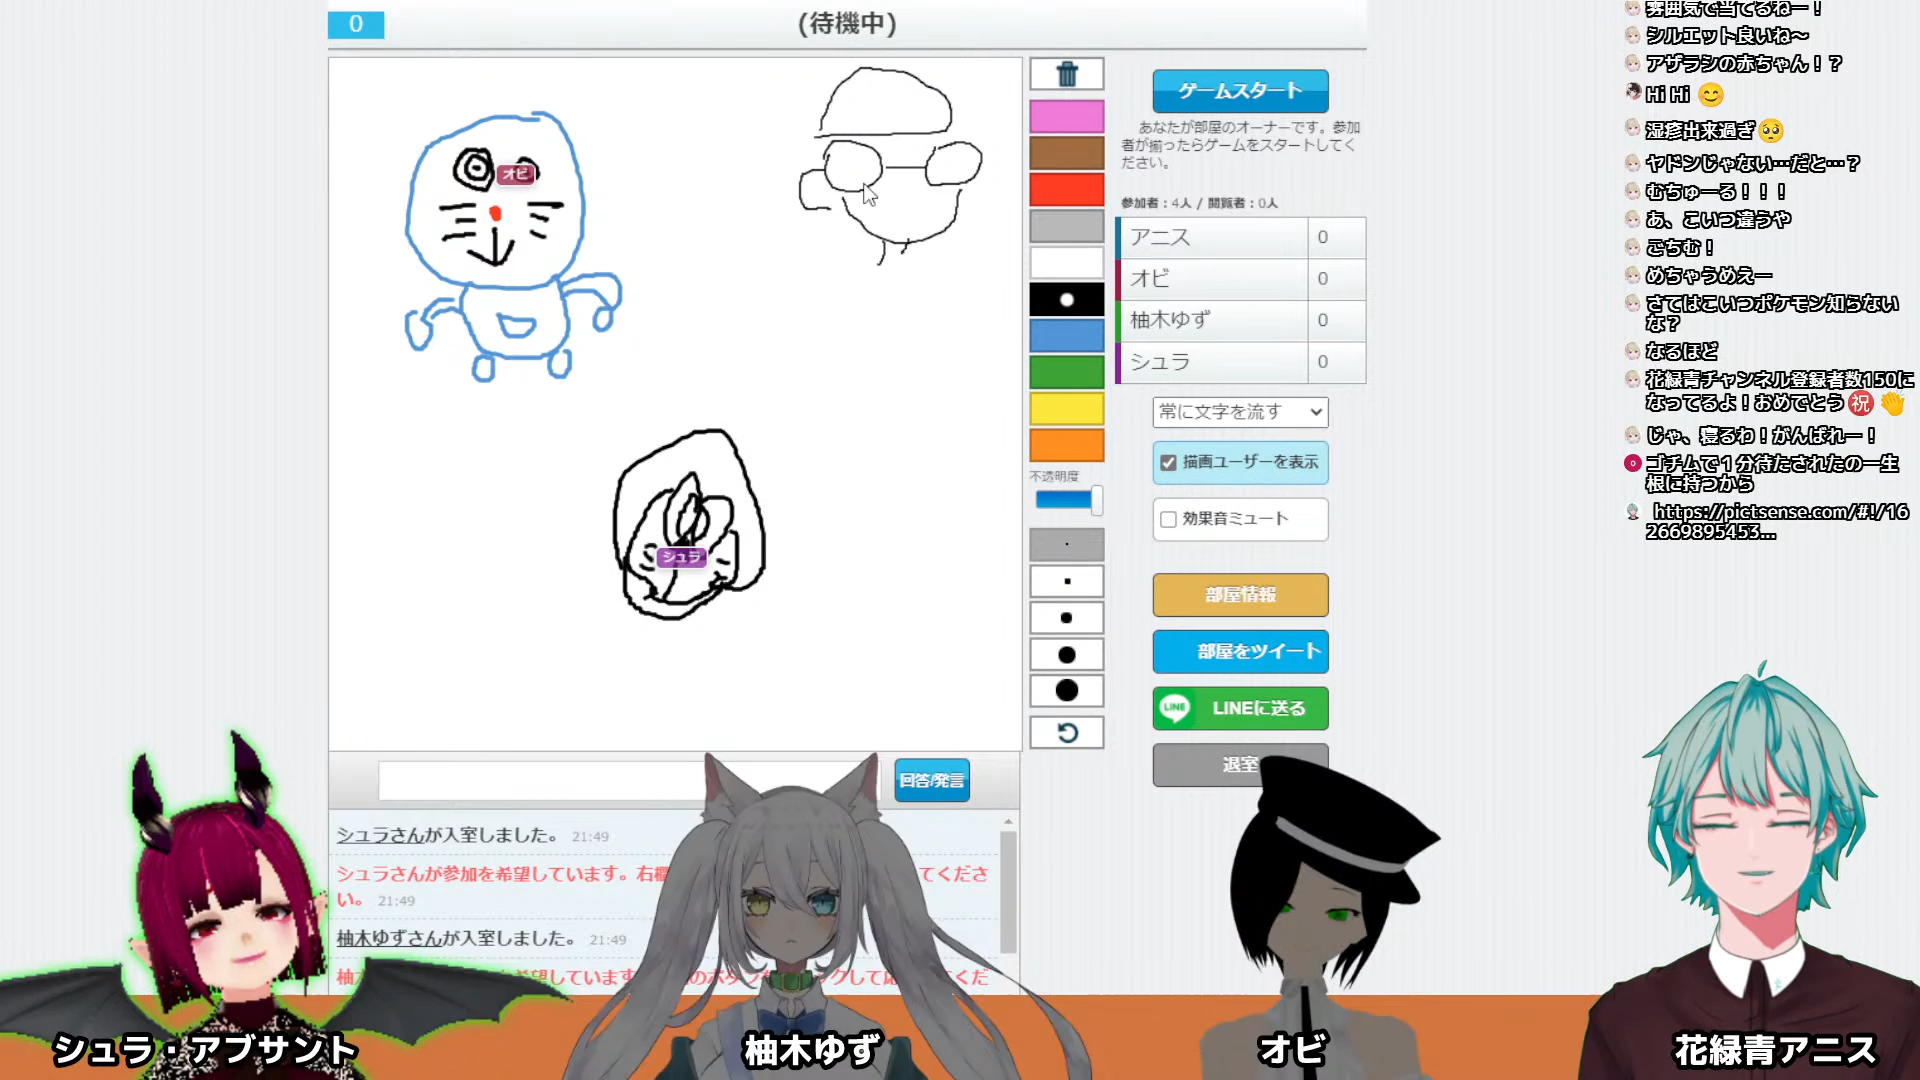 0
(待機中)
オビ
シュラ
不透明度
ゲームスタート
あなたが部屋のオーナーです。参加
者が揃ったらゲームをスタートしてく
ださい。
参加者:4人 / 閲覧者:0人
アニス 0
オビ 0
柚木ゆず 0
シュラ 0
常に文字を流す
描画ユーザーを表示
効果音ミュート
部屋情報
部屋をツイート
LINE
LINEに送る
退室
回答/発言
シュラさんが入室しました。 21:49
シュラさんが参加を希望しています。右欄
てくださ
い。 21:49
柚木ゆずさんが入室しました。 21:49
雰囲気で当てるねー!
シルエット良いね〜
アザラシの赤ちゃん!?
Hi Hi 😊
湿彦出来過ぎ🥺
ヤドンじゃない…だと…?
むちゅーる!!!
あ、こいつ違うや
ごちむ!
めちゃうめえー
さてはこいつポケモン知らない
な?
なるほど
花緑青チャンネル登録者数150に
なってるよ!おめでとう㊗👏
じゃ、寝るわ!がんばれー!
ゴチムで1分待たされたの一生
根に持つから
https://pictsense.com/#!/16
2669895453...
シュラ・アブサント
柚木ゆず
オビ
花緑青アニス